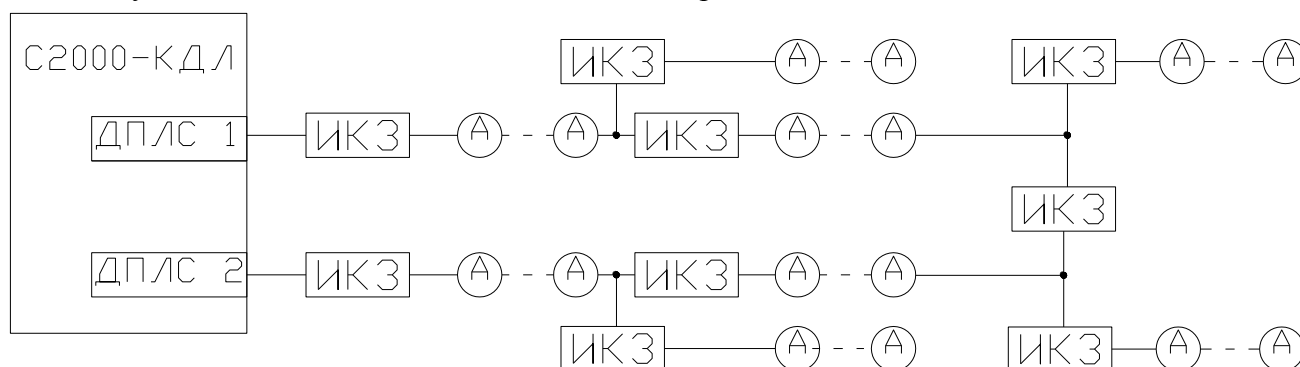 С2000-КДЛ ИКЗ А А ИКЗ А А
ДПЛС 1 ИКЗ А А ИКЗ А А
ИКЗ
ДПЛС 2 ИКЗ А А ИКЗ А А
ИКЗ А А ИКЗ А А